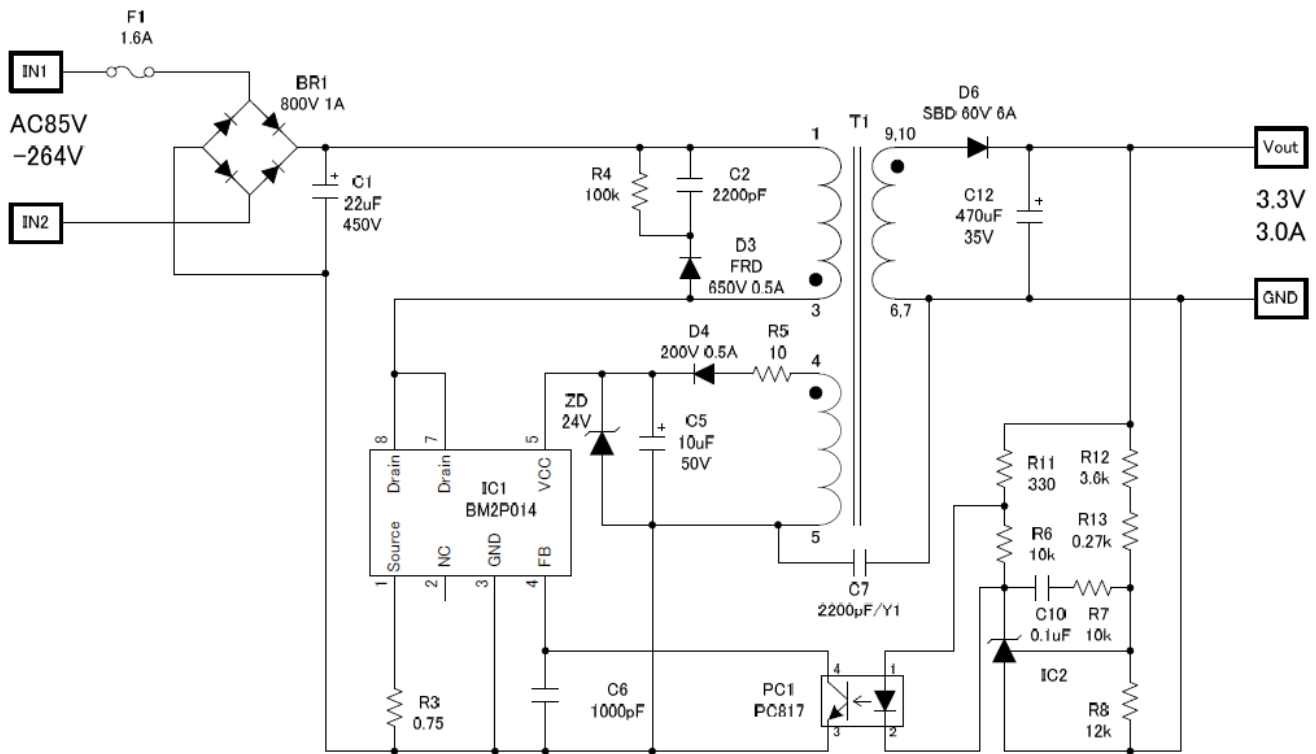 F1
1.6A
IN1
AC85V
-264V
IN2
BR1
800V 1A
C1
22uF
450V
R4
100k
C2
2200pF
D3
FRD
650V 0.5A
T1
1
3
9,10
6,7
D6
SBD 60V 6A
C12
470uF
35V
Vout
3.3V
3.0A
GND
D4
200V 0.5A
R5
10
4
5
ZD
24V
C5
10uF
50V
8
7
5
Drain
Drain
VCC
IC1
BM2P014
Source
NC
GND
FB
1
2
3
4
R3
0.75
C6
1000pF
C7
2200pF/Y1
PC1
PC817
4
1
3
2
R11
330
R12
3.6k
R6
10k
R13
0.27k
C10
0.1uF
R7
10k
IC2
R8
12k